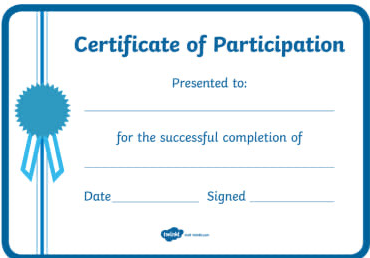 Certificate of Participation
Presented to:
for the successful completion of
Date Signed
twinkl